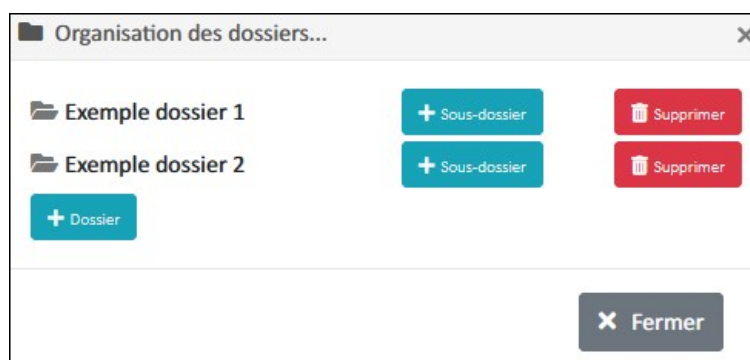 Organisation des dossiers...
Exemple dossier 1 Sous-dossier Supprimer
Exemple dossier 2 Sous-dossier Supprimer
Dossier
Fermer